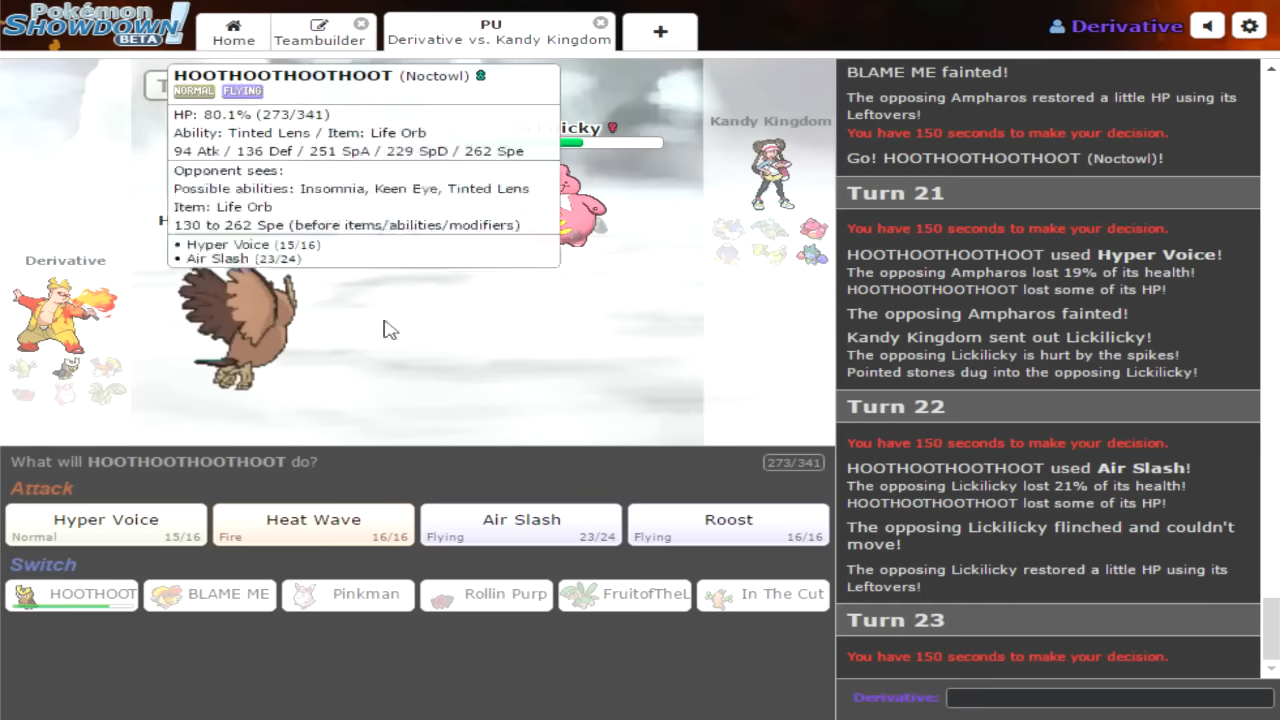 Pokémon
SHOWDOWN!
BETA
Home
Teambuilder
PU
Derivative vs. Kandy Kingdom
+
Derivative
T
HOOTHOOTHOOTHOOT (Noctowl)
NORMAL FLYING
HP: 80.1% (273/341)
Ability: Tinted Lens / Item: Life Orb
94 Atk / 136 Def / 251 SpA / 229 SpD / 262 Spe
Opponent sees:
Possible abilities: Insomnia, Keen Eye, Tinted Lens
Item: Life Orb
130 to 262 Spe (before items/abilities/modifiers)
• Hyper Voice (15/16)
• Air Slash (23/24)
H
Kandy Kingdom
Derivative
What will HOOTHOOTHOOTHOOT do?
273/341
Attack
Hyper Voice
Normal 15/16
Heat Wave
Fire 16/16
Air Slash
Flying 23/24
Roost
Flying 16/16
Switch
HOOTHOOT
BLAME ME
Pinkman
Rollin Purp
FruitofTheL
In The Cut
BLAME ME fainted!
The opposing Ampharos restored a little HP using its
Leftovers!
You have 150 seconds to make your decision.
Go! HOOTHOOTHOOTHOOT (Noctowl)!
Turn 21
You have 150 seconds to make your decision.
HOOTHOOTHOOTHOOT used Hyper Voice!
The opposing Ampharos lost 19% of its health!
HOOTHOOTHOOTHOOT lost some of its HP!
The opposing Ampharos fainted!
Kandy Kingdom sent out Lickilicky!
The opposing Lickilicky is hurt by the spikes!
Pointed stones dug into the opposing Lickilicky!
Turn 22
You have 150 seconds to make your decision.
HOOTHOOTHOOTHOOT used Air Slash!
The opposing Lickilicky lost 21% of its health!
HOOTHOOTHOOTHOOT lost some of its HP!
The opposing Lickilicky flinched and couldn't
move!
The opposing Lickilicky restored a little HP using its
Leftovers!
Turn 23
You have 150 seconds to make your decision.
Derivative: